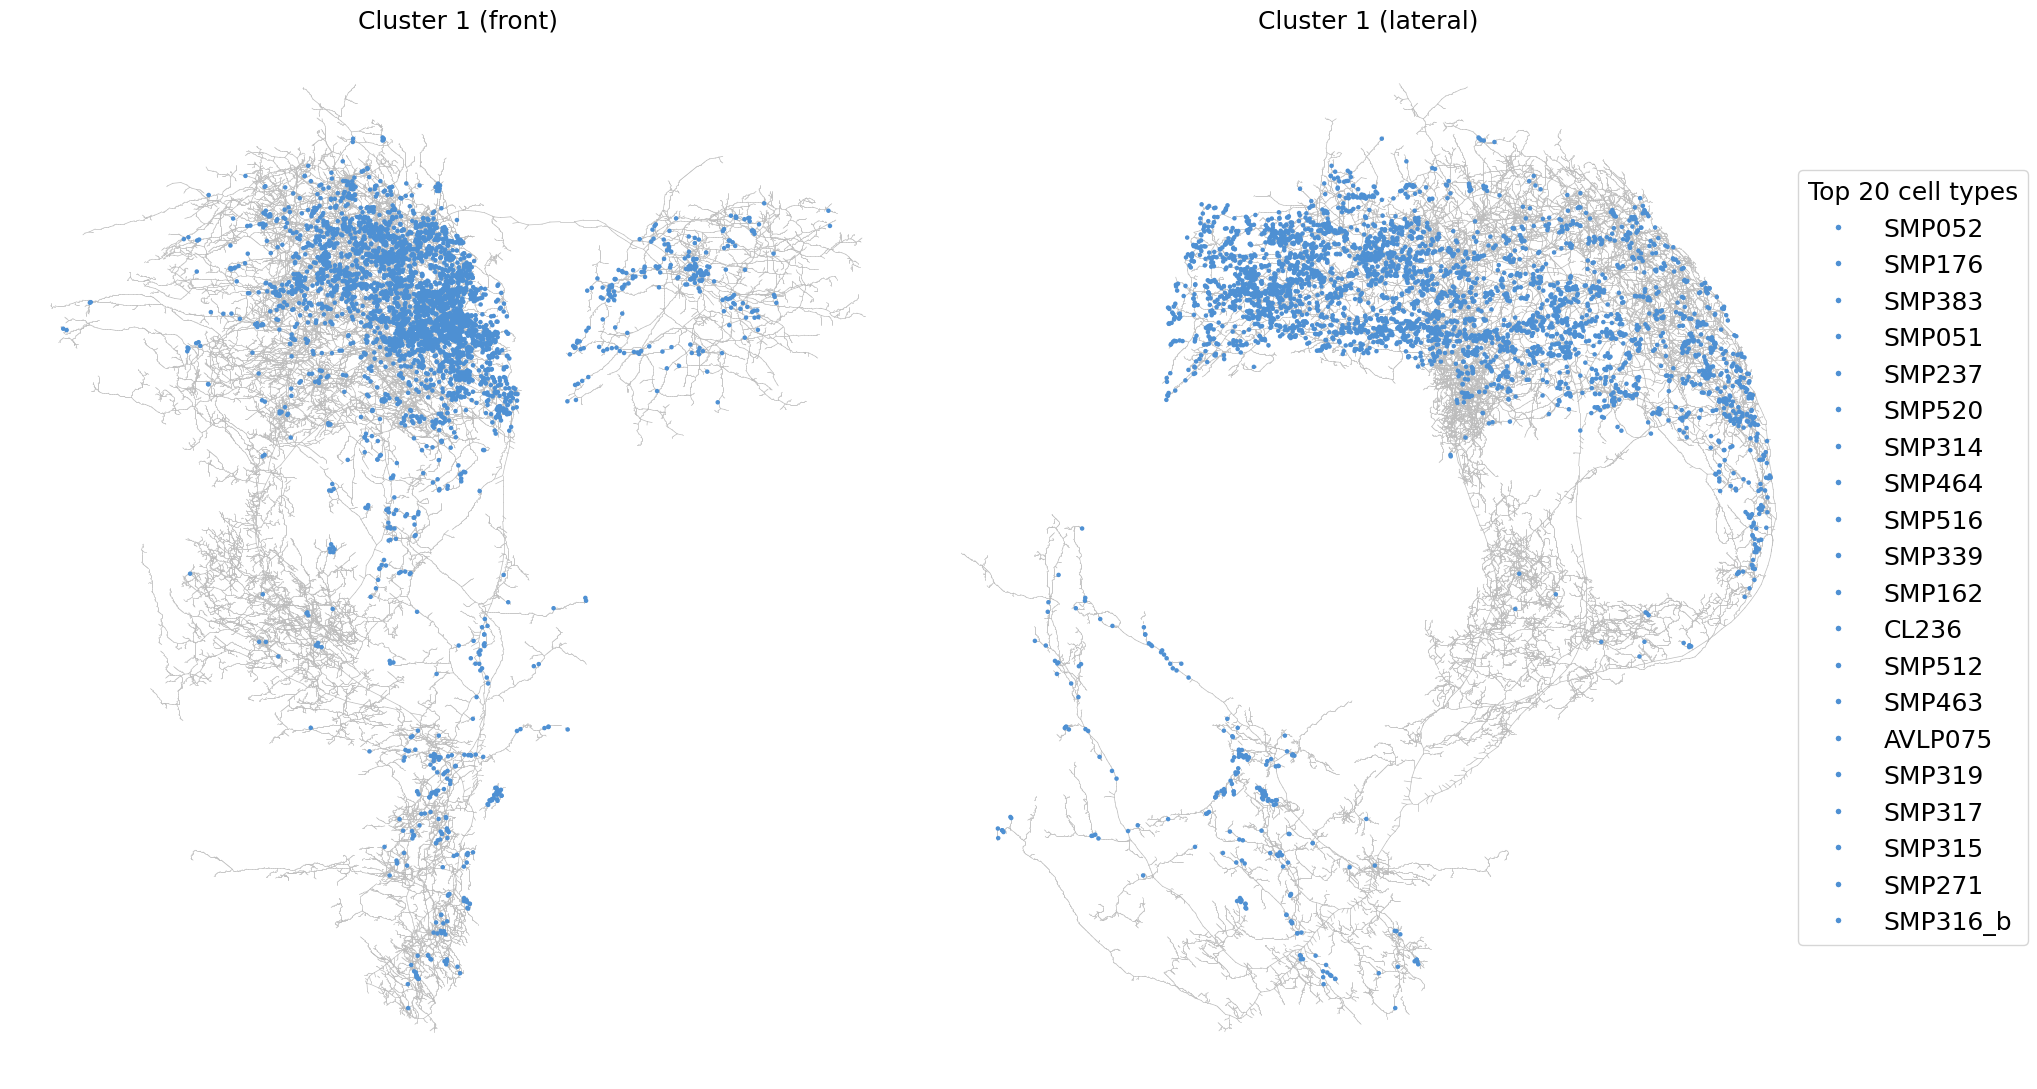 Cluster 1 (front)
Cluster 1 (lateral)
Top 20 cell types
SMP052
SMP176
SMP383
SMP051
SMP237
SMP520
SMP314
SMP464
SMP516
SMP339
SMP162
CL236
SMP512
SMP463
AVLP075
SMP319
SMP317
SMP315
SMP271
SMP316_b